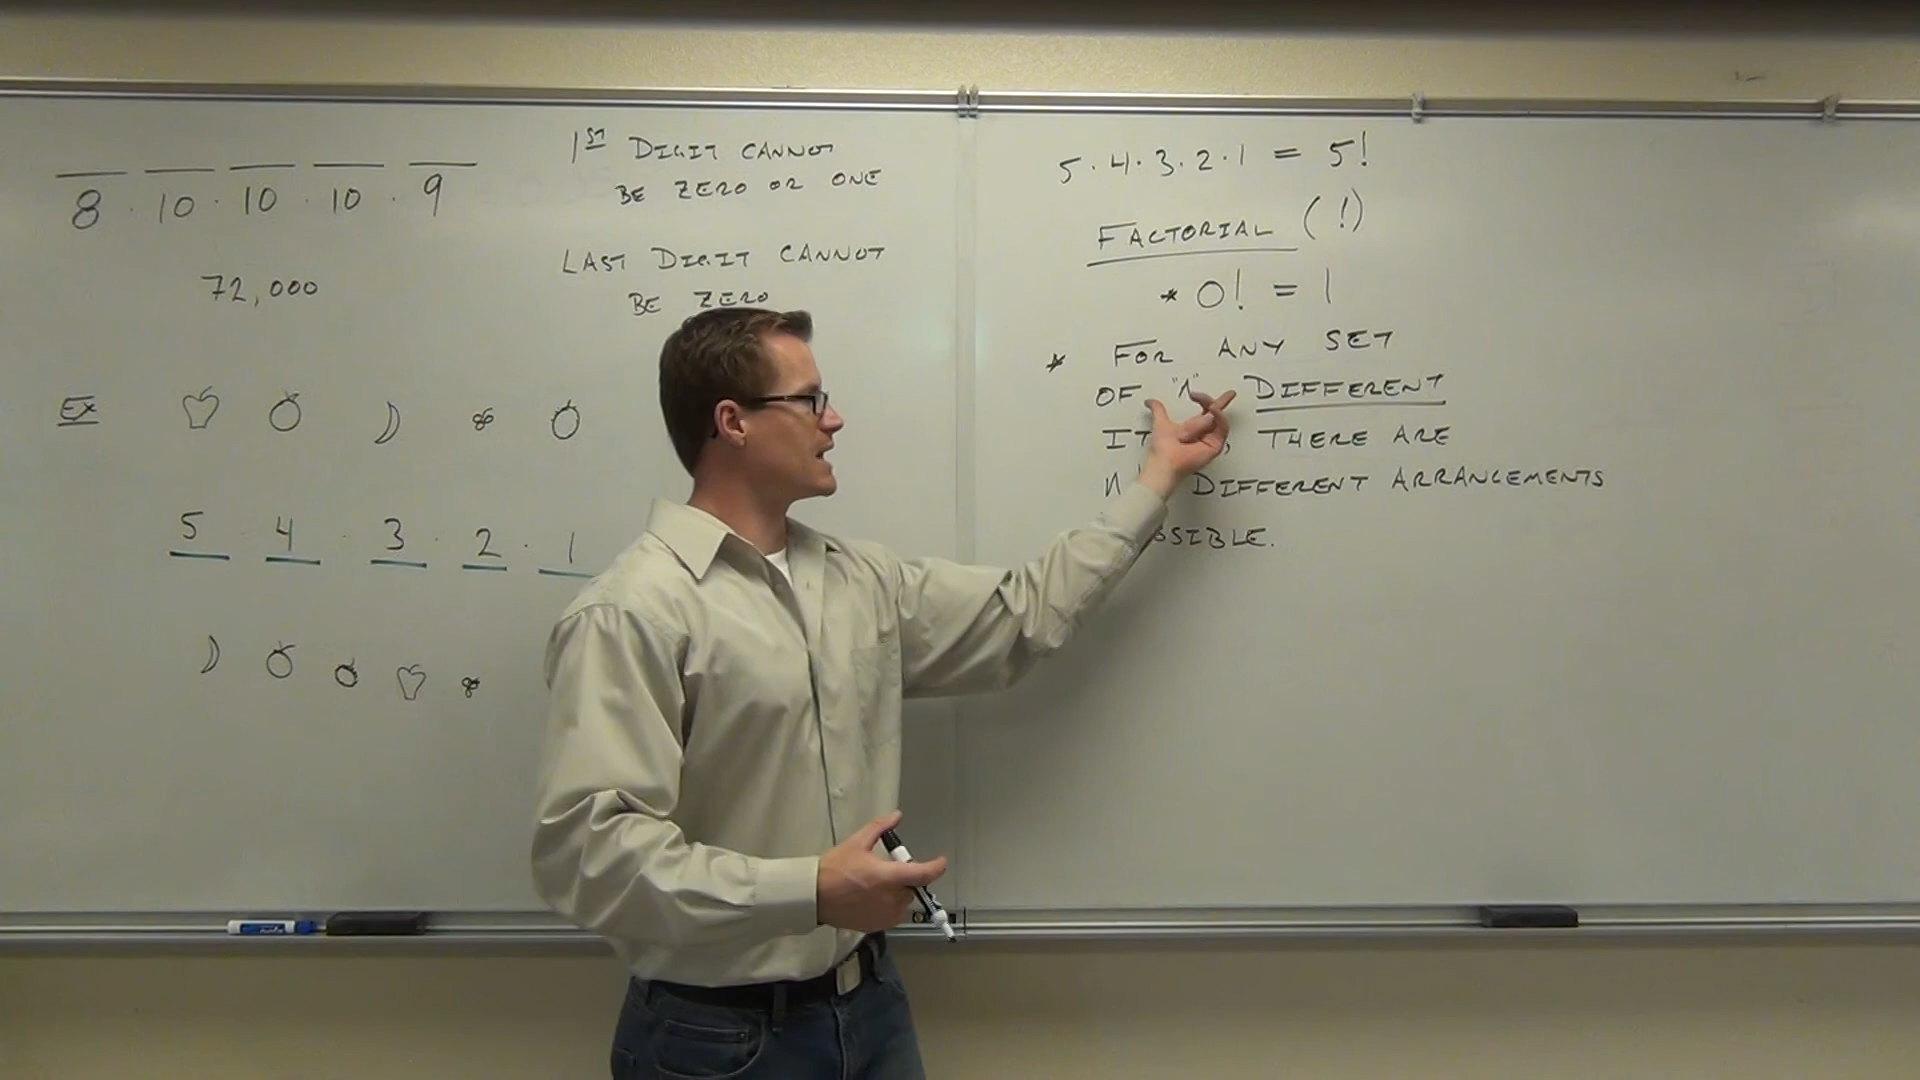 8 · 10 · 10 · 10 · 9
72,000
1ST DIGIT CANNOT
BE ZERO OR ONE
LAST DIGIT CANNOT
BE ZERO
EX
5 · 4 · 3 · 2 · 1
5 · 4 · 3 · 2 · 1 = 5!
FACTORIAL (!)
* 0! = 1
* FOR ANY SET
OF "n" DIFFERENT
THERE ARE
DIFFERENT ARRANGEMENTS